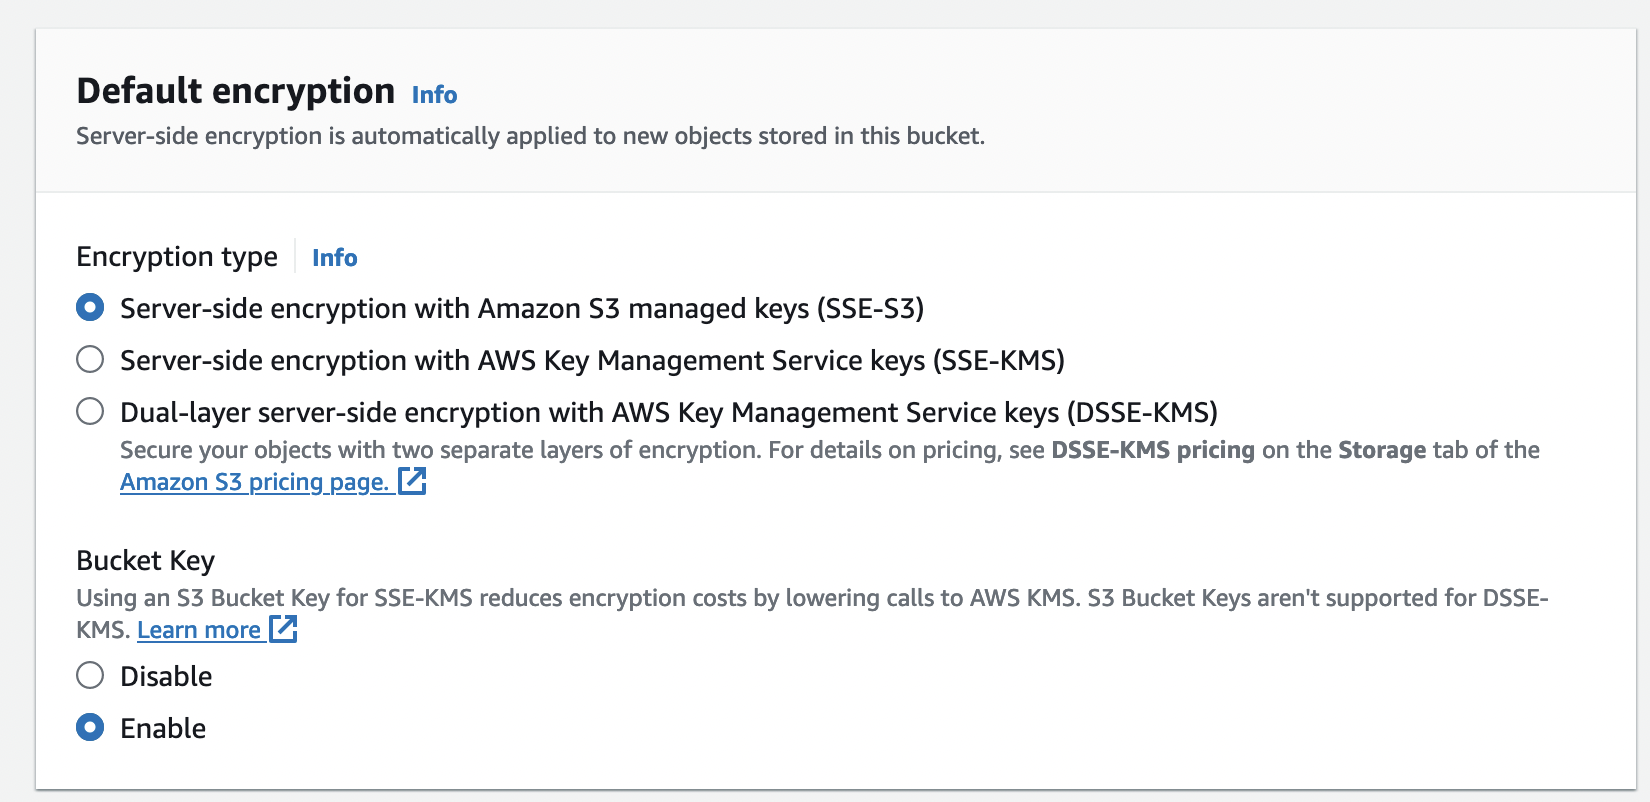 Default encryption Info
Server-side encryption is automatically applied to new objects stored in this bucket.
Encryption type Info
Server-side encryption with Amazon S3 managed keys (SSE-S3)
Server-side encryption with AWS Key Management Service keys (SSE-KMS)
Dual-layer server-side encryption with AWS Key Management Service keys (DSSE-KMS)
Secure your objects with two separate layers of encryption. For details on pricing, see DSSE-KMS pricing on the Storage tab of the
Amazon S3 pricing page.
Bucket Key
Using an S3 Bucket Key for SSE-KMS reduces encryption costs by lowering calls to AWS KMS. S3 Bucket Keys aren't supported for DSSE-
KMS. Learn more
Disable
Enable